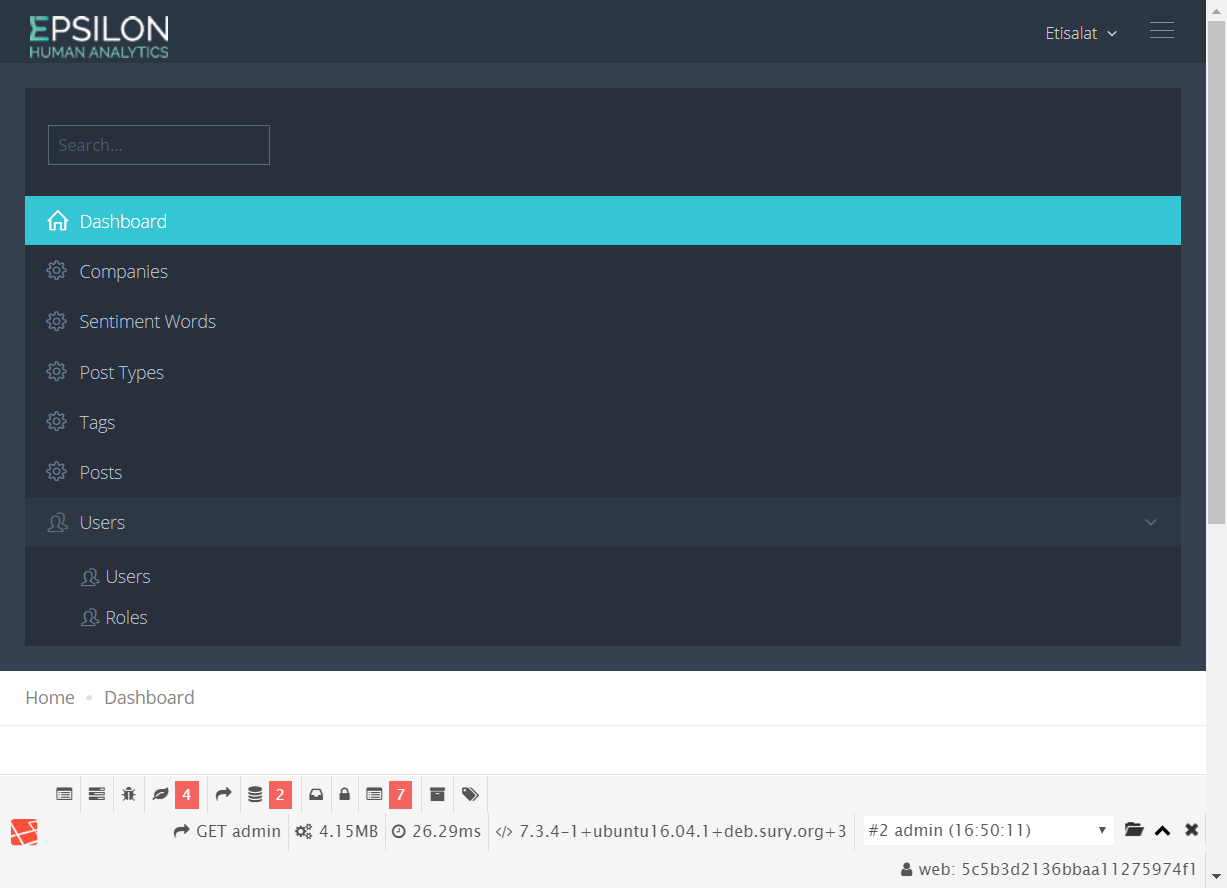 EPSILON
HUMAN ANALYTICS
Etisalat
Search...
Dashboard
Companies
Sentiment Words
Post Types
Tags
Posts
Users
Users
Roles
Home • Dashboard
4 2 7
GET admin 4.15MB 26.29ms </> 7.3.4-1+ubuntu16.04.1+deb.sury.org+3 #2 admin (16:50:11)
web: 5c5b3d2136bbaa11275974f1